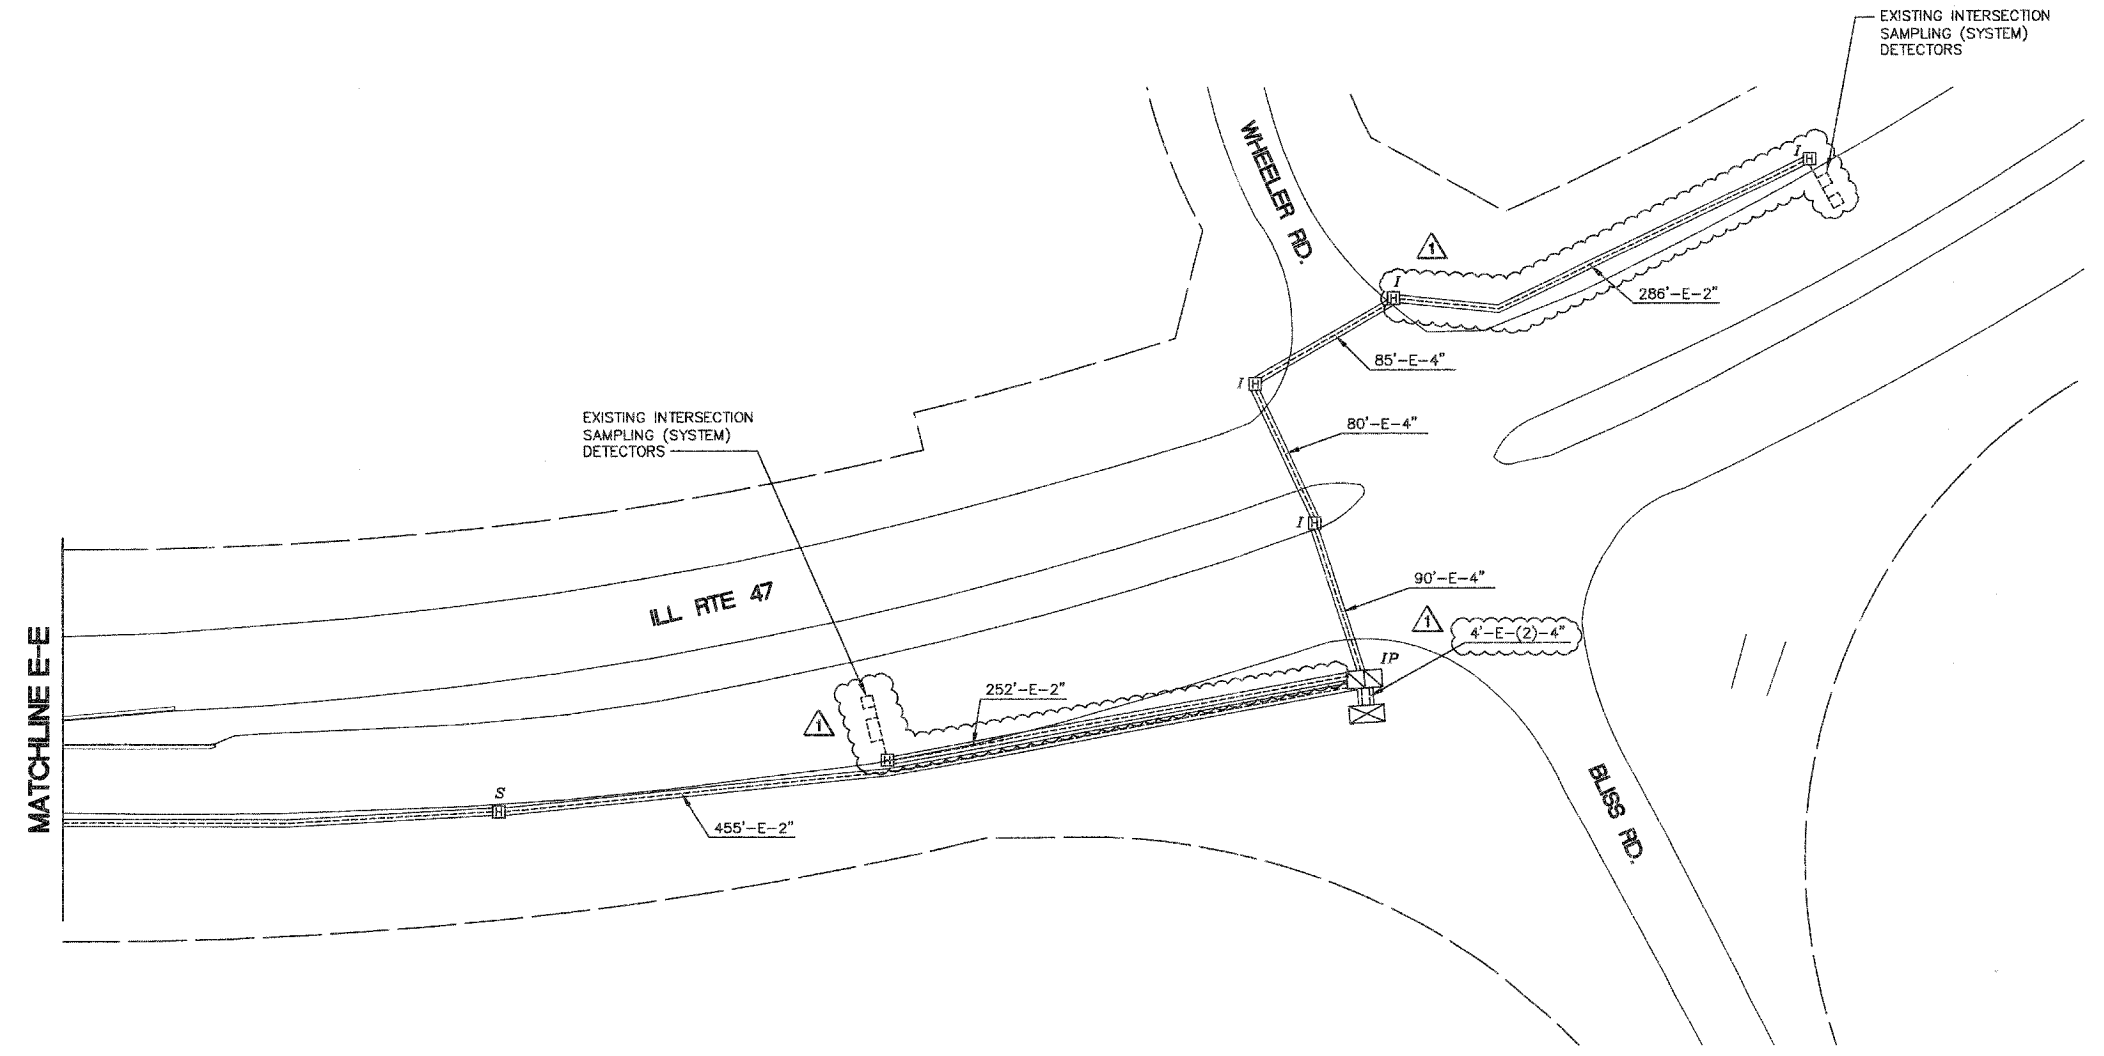 EXISTING INTERSECTION
SAMPLING (SYSTEM)
DETECTORS
WHEELER RD.
I
1
I
286'-E-2"
85'-E-4"
I
80'-E-4"
EXISTING INTERSECTION
SAMPLING (SYSTEM)
DETECTORS
I
90'-E-4"
ILL RTE 47
1
4'-E-(2)-4"
IP
252'-E-2"
1
MATCHLINE E-E
S
455'-E-2"
BLISS RD.
H
H
H
H
H
H